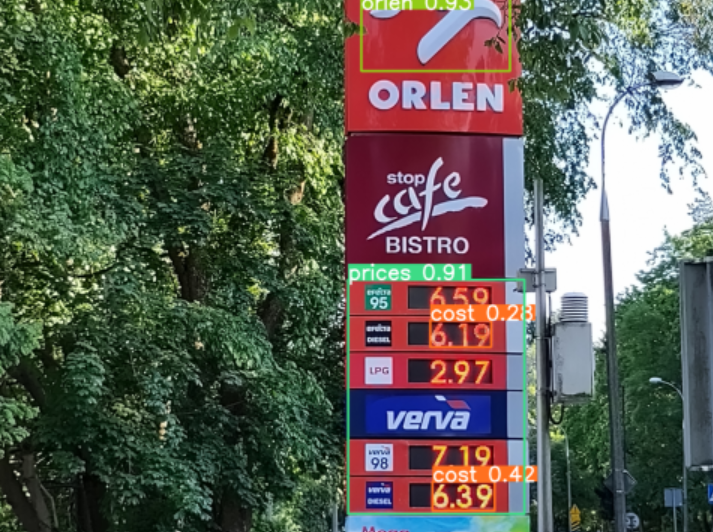 orlen 0.93
ORLEN
stop
cafe
BISTRO
prices 0.91
efecta 95 6.59
cost 0.28
efecta DIESEL 6.19
LPG 2.97
verva
verva 98 7.19
cost 0.42
verva DIESEL 6.39